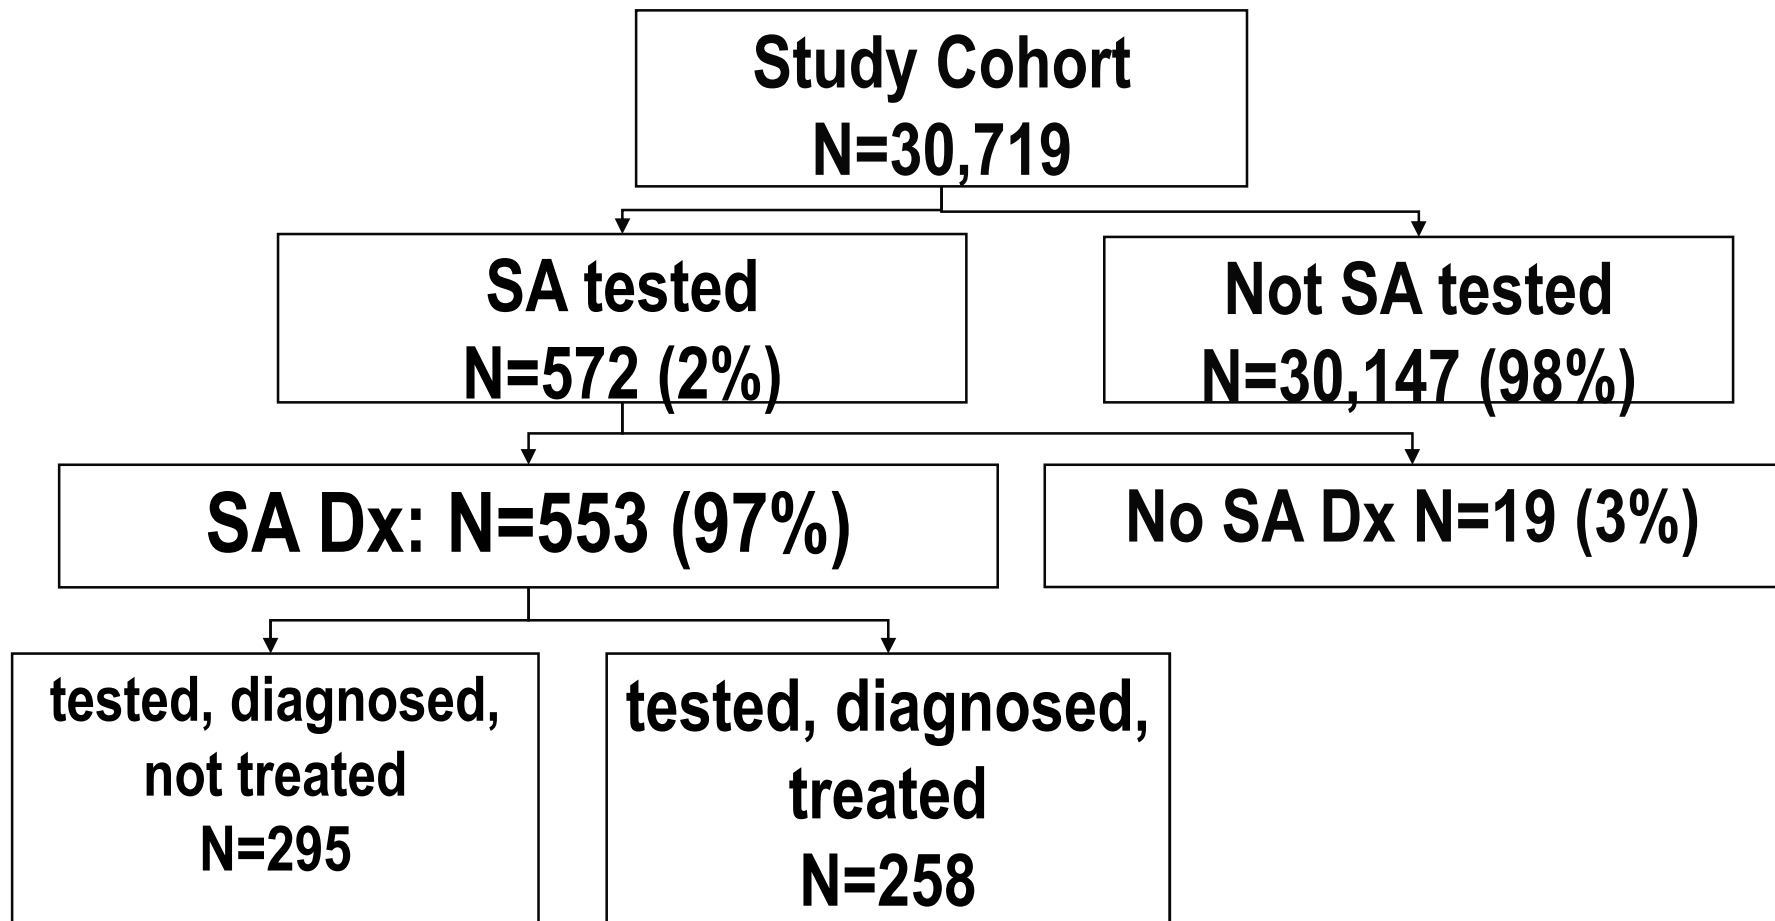 Study Cohort
N=30,719
SA tested
N=572 (2%)
Not SA tested
N=30,147 (98%)
SA Dx: N=553 (97%)
No SA Dx N=19 (3%)
tested, diagnosed,
not treated
N=295
tested, diagnosed,
treated
N=258